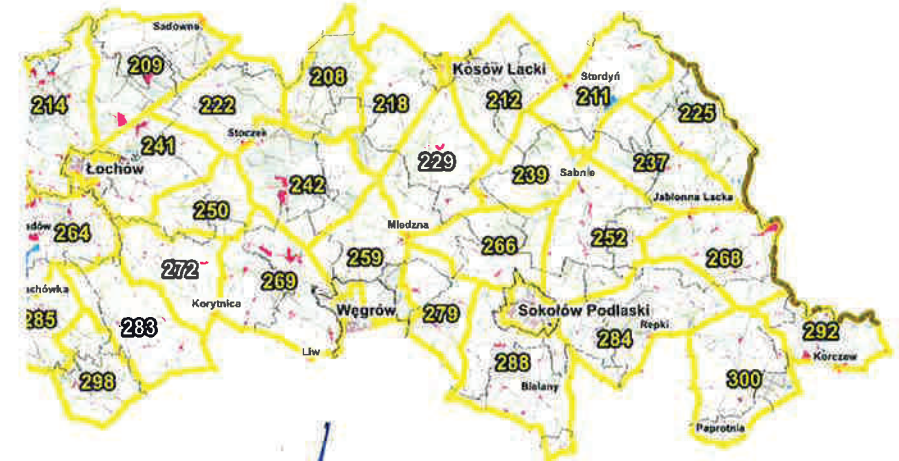 Sadowne
209
208
Kosów Lacki
Sterdyń
214
222
218
212
211
225
Stoczek
241
229
Łochów
242
239
Sabnie
237
250
Jabłonna Lacka
Miedzna
264
252
259
266
268
272
269
Korytnica
Węgrów
279
Sokołów Podlaski
283
284
Repki
292
Liw
288
Korczew
298
Bielany
300
Paprotnia